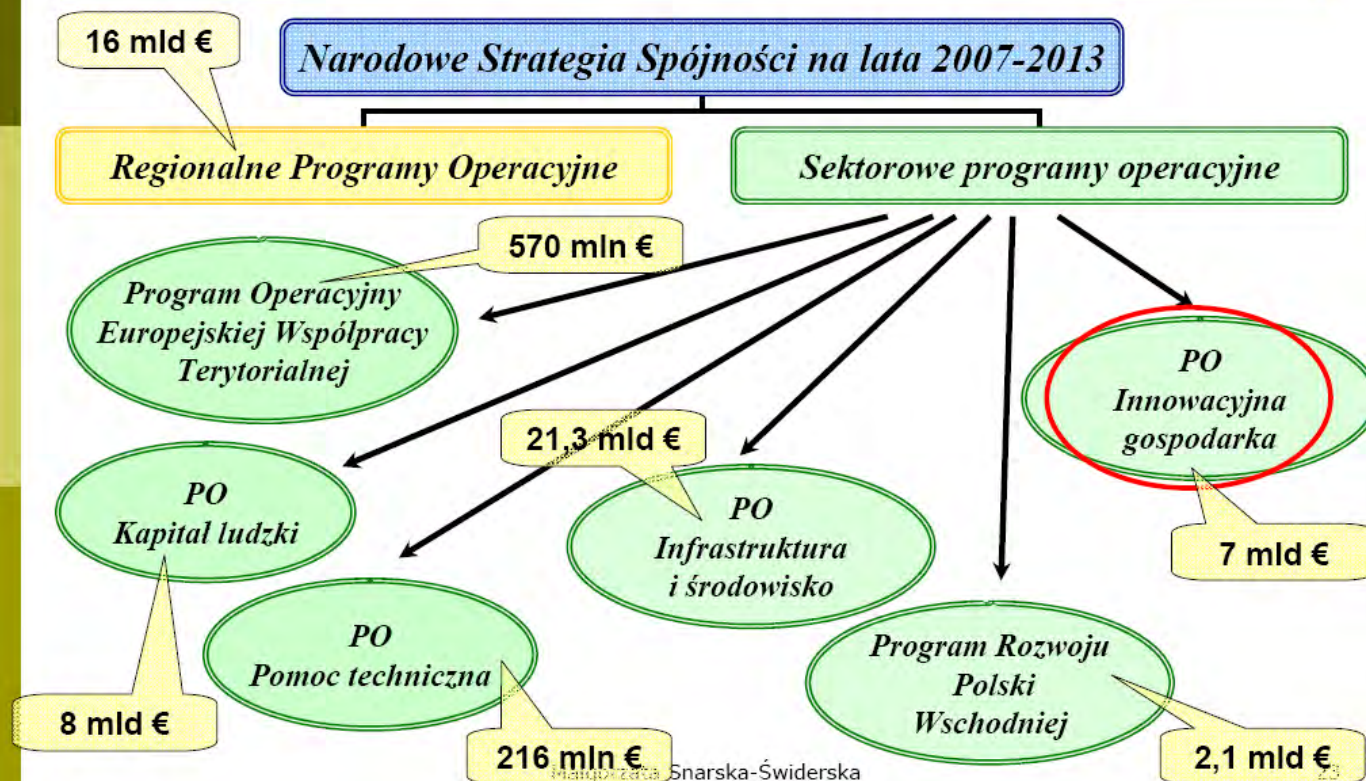 16 mld €
Narodowe Strategia Spójności na lata 2007-2013
Regionalne Programy Operacyjne
Sektorowe programy operacyjne
570 mln €
Program Operacyjny
Europejskiej Współpracy
Terytorialnej
PO
Innowacyjna
gospodarka
21,3 mld €
7 mld €
PO
Kapitał ludzki
PO
Infrastruktura
i środowisko
PO
Pomoc techniczna
Program Rozwoju
Polski
Wschodniej
8 mld €
216 mln €
2,1 mld €
Małgorzata Snarska-Świderska
23